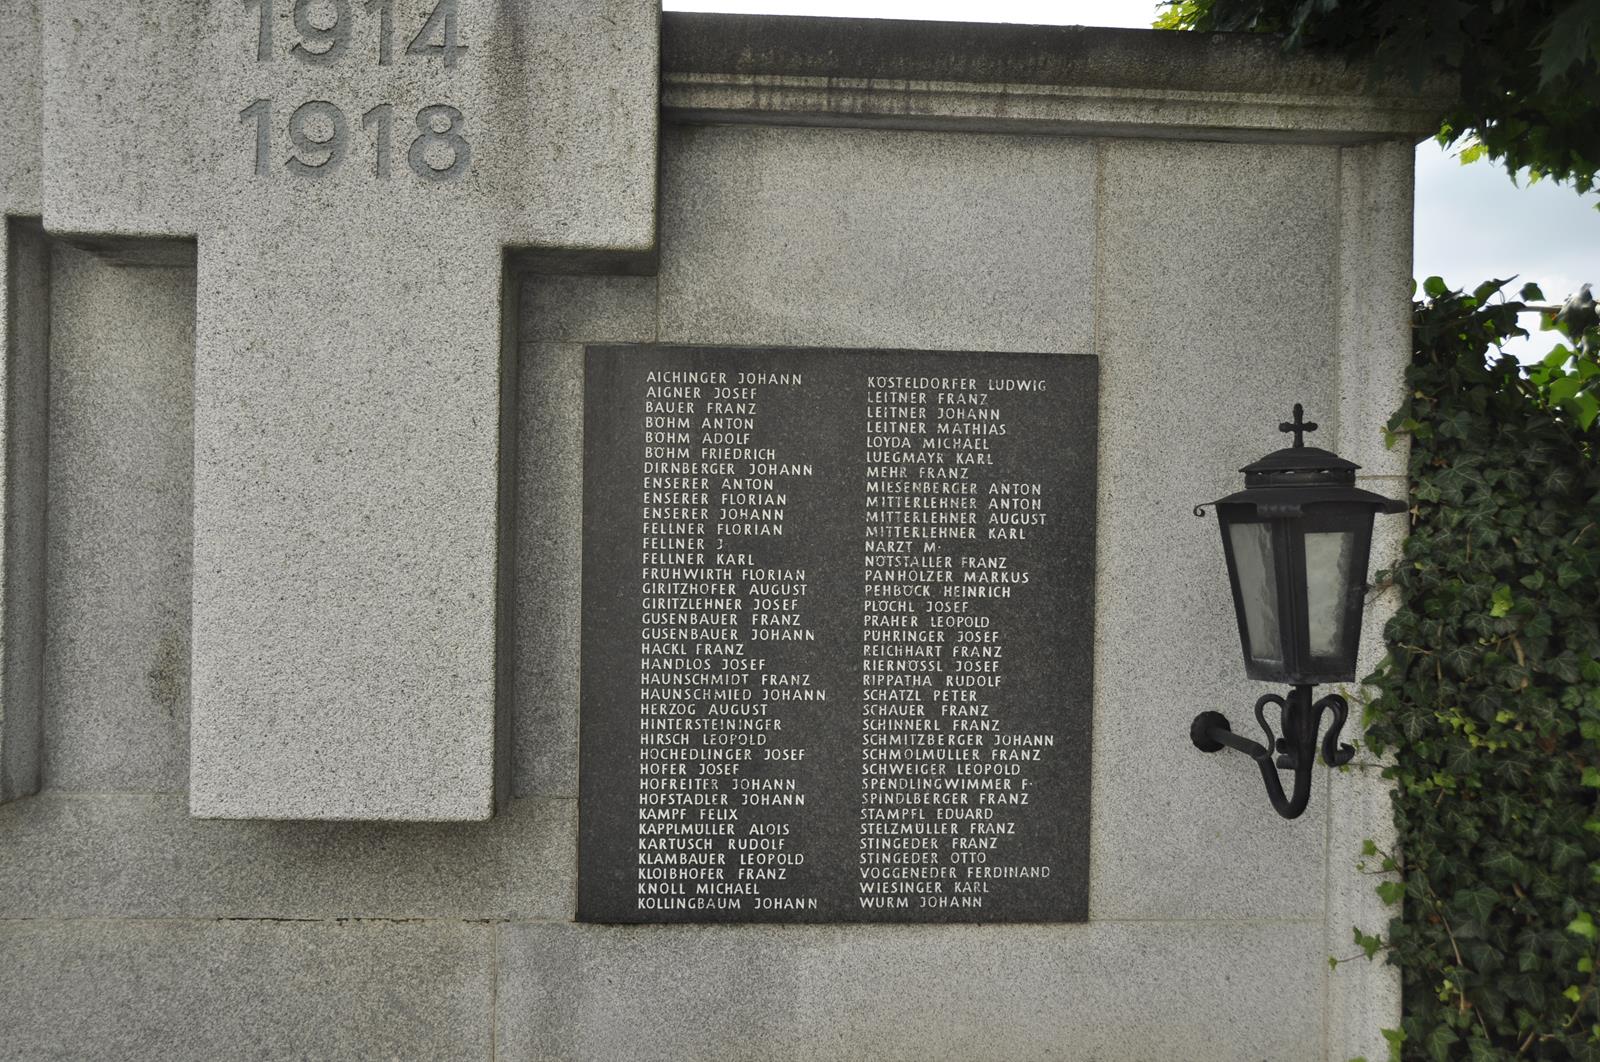 1914
1918
AICHINGER JOHANN
AIGNER JOSEF
BAUER FRANZ
BÖHM ANTON
BÖHM ADOLF
BÖHM FRIEDRICH
DIRNBERGER JOHANN
ENSERER ANTON
ENSERER FLORIAN
ENSERER JOHANN
FELLNER FLORIAN
FELLNER J
FELLNER KARL
FRÜHWIRTH FLORIAN
GIRITZHOFER AUGUST
GIRITZLEHNER JOSEF
GUSENBAUER FRANZ
GUSENBAUER JOHANN
HACKL FRANZ
HANDLOS JOSEF
HAUNSCHMIDT FRANZ
HAUNSCHMIED JOHANN
HERZOG AUGUST
HINTERSTEININGER
HIRSCH LEOPOLD
HOCHEDLINGER JOSEF
HOFER JOSEF
HOFREITER JOHANN
HOFSTADLER JOHANN
KAMPF FELIX
KAPPLMÜLLER ALOIS
KARTUSCH RUDOLF
KLAMBAUER LEOPOLD
KLOIBHOFER FRANZ
KNOLL MICHAEL
KOLLINGBAUM JOHANN
KÖSTELDORFER LUDWIG
LEITNER FRANZ
LEITNER JOHANN
LEITNER MATHIAS
LOYDA MICHAEL
LUEGMAYR KARL
MEHR FRANZ
MIESENBERGER ANTON
MITTERLEHNER ANTON
MITTERLEHNER AUGUST
MITTERLEHNER KARL
NARZT M·
NÖTSTALLER FRANZ
PANHOLZER MARKUS
PEHBÖCK HEINRICH
PLÖCHL JOSEF
PRAHER LEOPOLD
PÜHRINGER JOSEF
REICHHART FRANZ
RIERNÖSSL JOSEF
RIPPATHA RUDOLF
SCHATZL PETER
SCHAUER FRANZ
SCHINNERL FRANZ
SCHMITZBERGER JOHANN
SCHMOLMÜLLER FRANZ
SCHWEIGER LEOPOLD
SPENDLINGWIMMER F·
SPINDLBERGER FRANZ
STAMPFL EDUARD
STELZMÜLLER FRANZ
STINGEDER FRANZ
STINGEDER OTTO
VOGGENEDER FERDINAND
WIESINGER KARL
WURM JOHANN